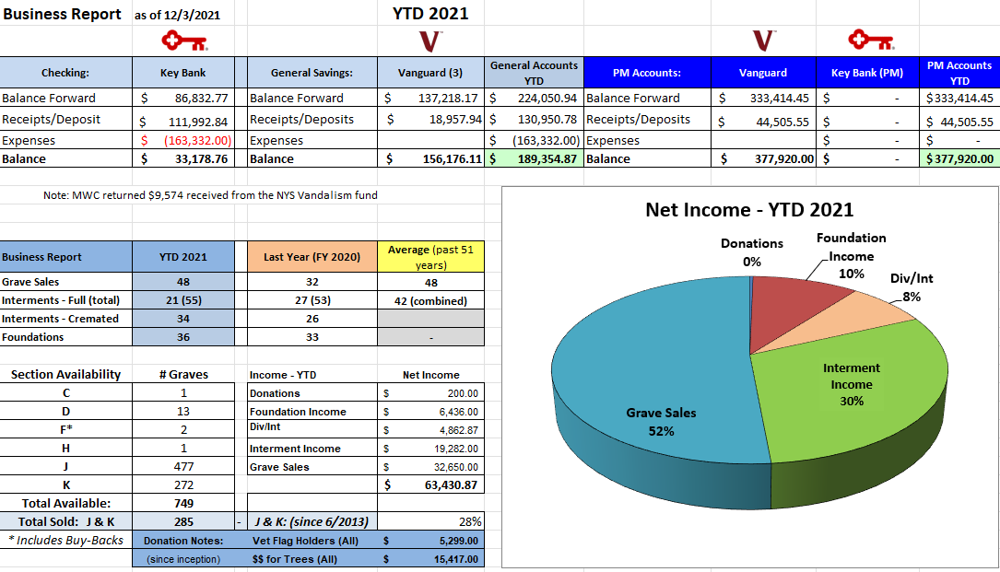 Business Report as of 12/3/2021 YTD 2021
V V
Checking: Key Bank General Savings: Vanguard (3) General Accounts YTD PM Accounts: Vanguard Key Bank (PM) PM Accounts YTD
Balance Forward $ 86,832.77 Balance Forward $ 137,218.17 $ 224,050.94 Balance Forward $ 333,414.45 $ - $333,414.45
Receipts/Deposit $ 111,992.84 Receipts/Deposits $ 18,957.94 $ 130,950.78 Receipts/Deposits $ 44,505.55 $ - $ 44,505.55
Expenses $ (163,332.00) Expenses $ (163,332.00) Expenses $ - $ -
Balance $ 33,178.76 Balance $ 156,176.11 $ 189,354.87 Balance $ 377,920.00 $ - $377,920.00
Note: MWC returned $9,574 received from the NYS Vandalism fund
Business Report YTD 2021 Last Year (FY 2020) Average (past 51 years)
Grave Sales 48 32 48
Interments - Full (total) 21 (55) 27 (53) 42 (combined)
Interments - Cremated 34 26
Foundations 36 33 -
Section Availability # Graves Income - YTD Net Income
C 1 Donations $ 200.00
D 13 Foundation Income $ 6,436.00
F* 2 Div/Int $ 4,862.87
H 1 Interment Income $ 19,282.00
J 477 Grave Sales $ 32,650.00
K 272 $ 63,430.87
Total Available: 749
Total Sold: J & K 285 - J & K: (since 6/2013) 28%
* Includes Buy-Backs Donation Notes: Vet Flag Holders (All) $ 5,299.00
(since inception) $$ for Trees (All) $ 15,417.00
Net Income - YTD 2021
Donations
0%
Foundation
Income
10%
Div/Int
8%
Interment
Income
30%
Grave Sales
52%